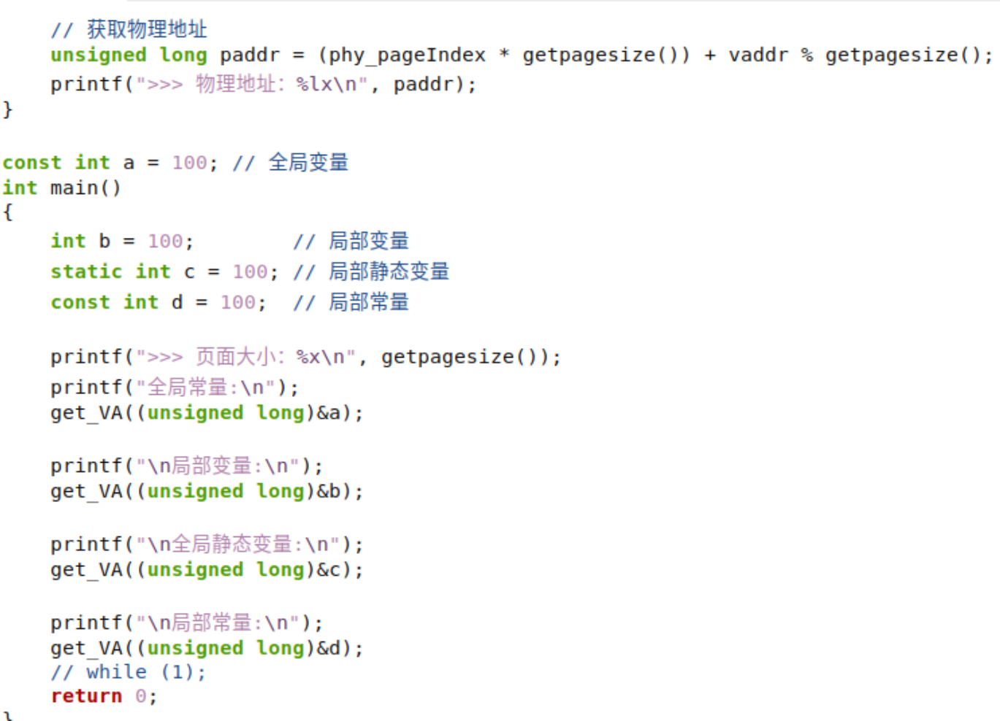 // 获取物理地址
unsigned long paddr = (phy_pageIndex * getpagesize()) + vaddr % getpagesize();
printf(">>> 物理地址：%lx\n", paddr);
}
const int a = 100; // 全局变量
int main()
{
int b = 100; // 局部变量
static int c = 100; // 局部静态变量
const int d = 100; // 局部常量
printf(">>> 页面大小：%x\n", getpagesize());
printf("全局常量:\n");
get_VA((unsigned long)&a);
printf("\n局部变量:\n");
get_VA((unsigned long)&b);
printf("\n全局静态变量:\n");
get_VA((unsigned long)&c);
printf("\n局部常量:\n");
get_VA((unsigned long)&d);
// while (1);
return 0;
}